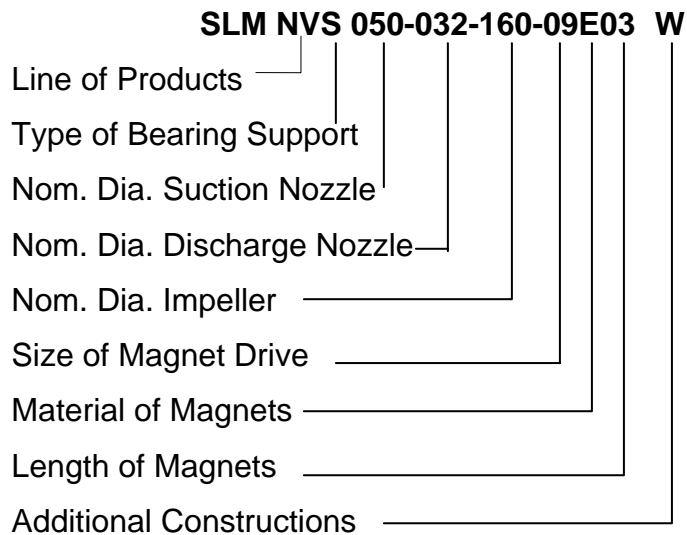 SLM NVS 050-032-160-09E03 W
Line of Products
Type of Bearing Support
Nom. Dia. Suction Nozzle
Nom. Dia. Discharge Nozzle
Nom. Dia. Impeller
Size of Magnet Drive
Material of Magnets
Length of Magnets
Additional Constructions